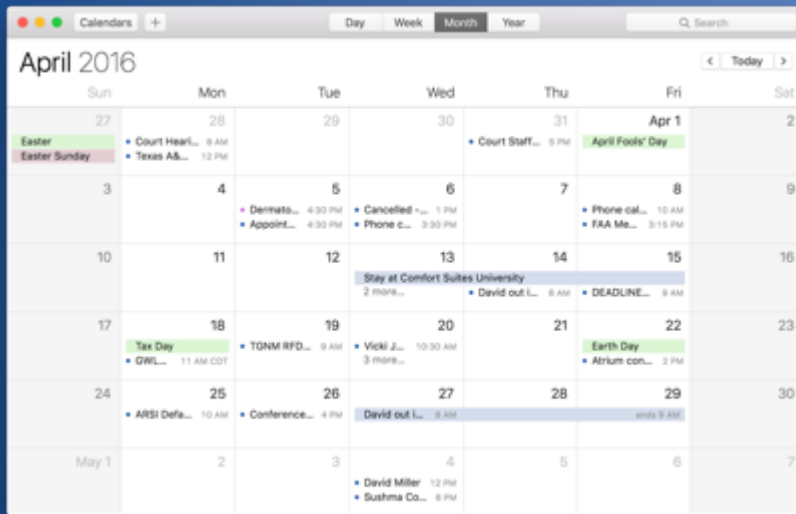 Calendars +
Day Week Month Year
Search
April 2016
< Today >
Sun Mon Tue Wed Thu Fri Sat
27 28 29 30 31 Apr 1 2
Easter • Court Heari... 8 AM • Court Staff... 5 PM April Fools' Day
Easter Sunday • Texas A&... 12 PM
3 4 5 6 7 8 9
• Dermato... 4:30 PM • Cancelled -... 1 PM • Phone cal... 10 AM
• Appoint... 4:30 PM • Phone c... 3:30 PM • FAA Me... 3:15 PM
10 11 12 13 14 15 16
Stay at Comfort Suites University
2 more... • David out i... 8 AM • DEADLINE... 9 AM
17 18 19 20 21 22 23
Tax Day • TGNM RFD... 9 AM • Vicki J... 10:30 AM Earth Day
• GWL... 11 AM CDT 3 more... • Atrium con... 2 PM
24 25 26 27 28 29 30
• ARSI Defa... 10 AM • Conference... 4 PM David out i... 8 AM ends 9 AM
May 1 2 3 4 5 6 7
• David Miller 12 PM
• Sushma Co... 6 PM